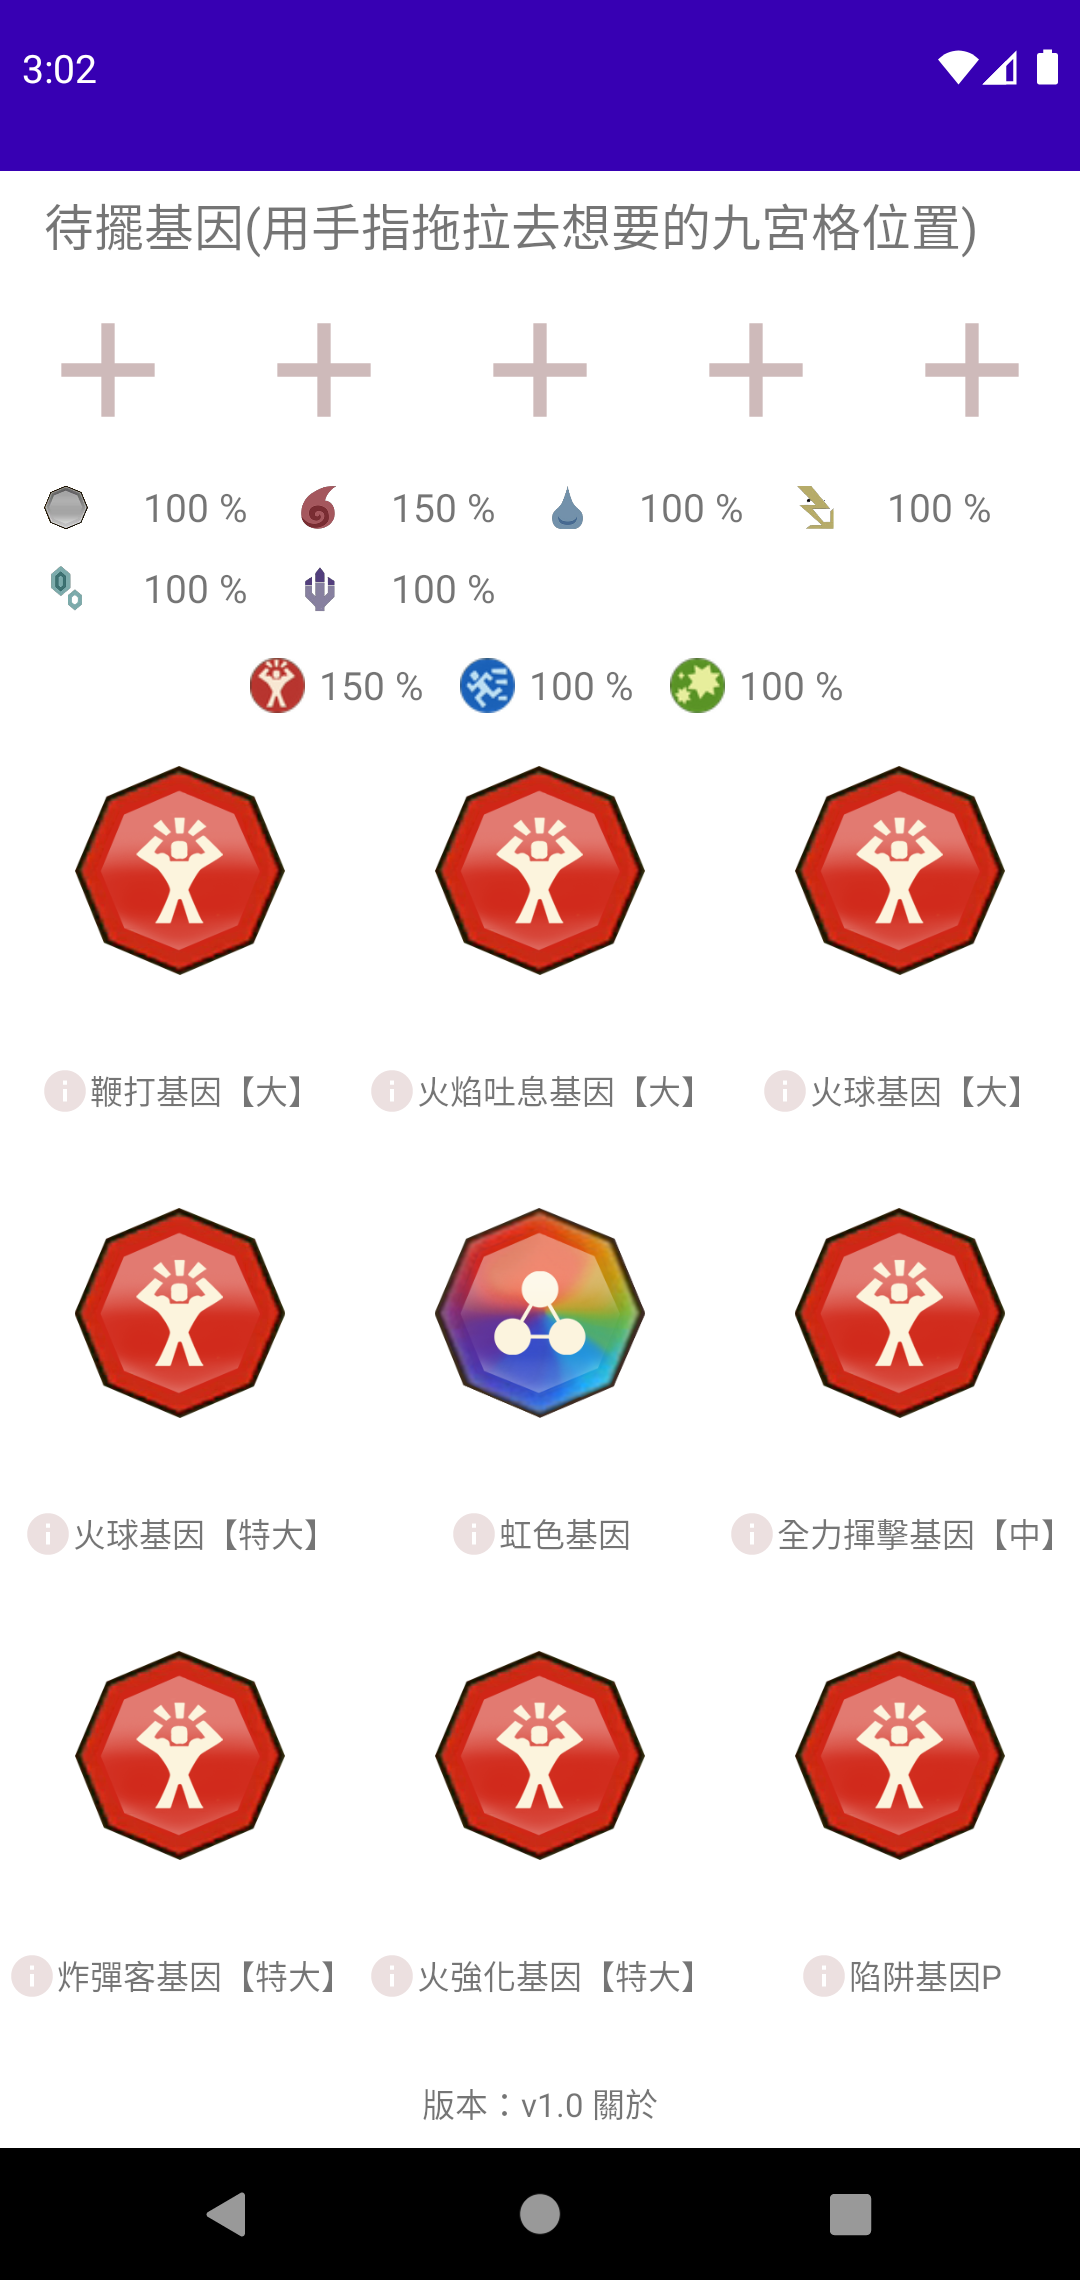 3:02
待擺基因(用手指拖拉去想要的九宮格位置)
100 % 150 % 100 % 100 %
100 % 100 %
150 % 100 % 100 %
鞭打基因【大】 火焰吐息基因【大】 火球基因【大】
火球基因【特大】 虹色基因 全力揮擊基因【中】
炸彈客基因【特大】 火強化基因【特大】 陷阱基因P
版本：v1.0 關於